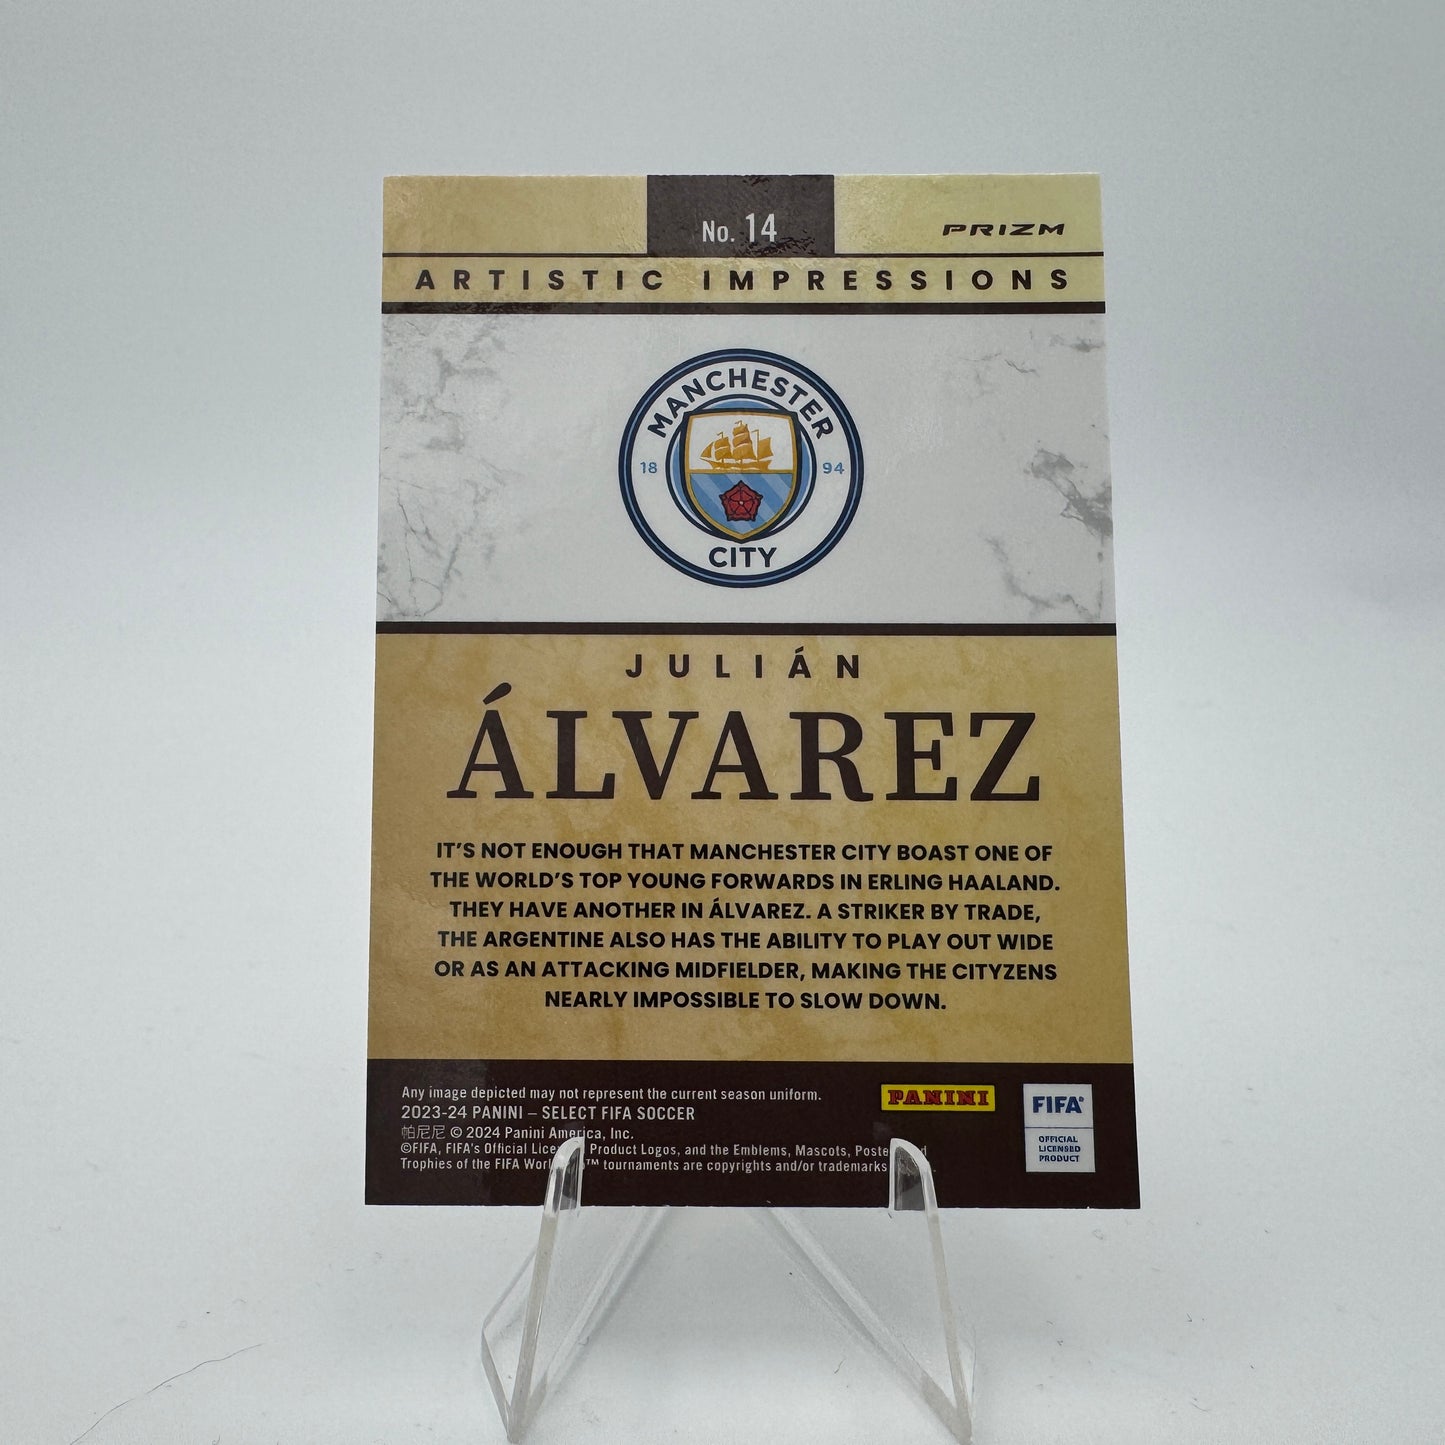 No. 14
PRIZM
ARTISTIC IMPRESSIONS
MANCHESTER
18 94
CITY
JULIÁN
ÁLVAREZ
IT'S NOT ENOUGH THAT MANCHESTER CITY BOAST ONE OF
THE WORLD'S TOP YOUNG FORWARDS IN ERLING HAALAND.
THEY HAVE ANOTHER IN ÁLVAREZ. A STRIKER BY TRADE,
THE ARGENTINE ALSO HAS THE ABILITY TO PLAY OUT WIDE
OR AS AN ATTACKING MIDFIELDER, MAKING THE CITYZENS
NEARLY IMPOSSIBLE TO SLOW DOWN.
Any image depicted may not represent the current season uniform.
2023-24 PANINI – SELECT FIFA SOCCER
帕尼尼 © 2024 Panini America, Inc.
©FIFA, FIFA's Official Product Logos, and the Emblems, Mascots,
Trophies of the FIFA ™ tournaments are copyrights and/or trademarks
PANINI
FIFA®
OFFICIAL
LICENSED
PRODUCT